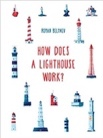 ROMAN BELYAEV
HOW DOES
A LIGHTHOUSE
WORK?